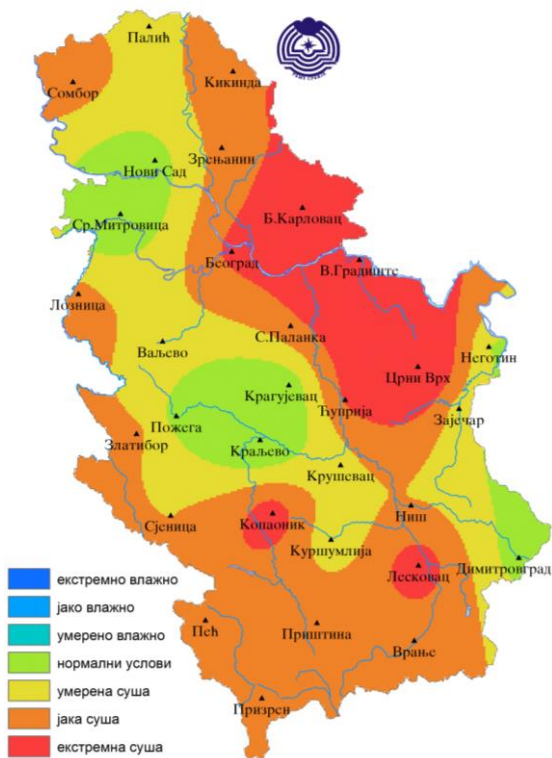 Палић
Кикинда
Сомбор
Зрењанин
Нови Сад
Б.Карловац
Ср.Митровица
Београд
В.Градиште
Лозница
С.Паланка
Ваљево
Неготин
Црни Врх
Крагујевац
Ћуприја
Зајечар
Пожега
Златибор
Краљево
Крушевац
Сјеница
Копаоник
Ниш
Куршумлија
Лесковац
Димитровград
Пећ
Приштина
Врање
Призрен
екстремно влажно
јако влажно
умерено влажно
нормални услови
умерена суша
јака суша
екстремна суша